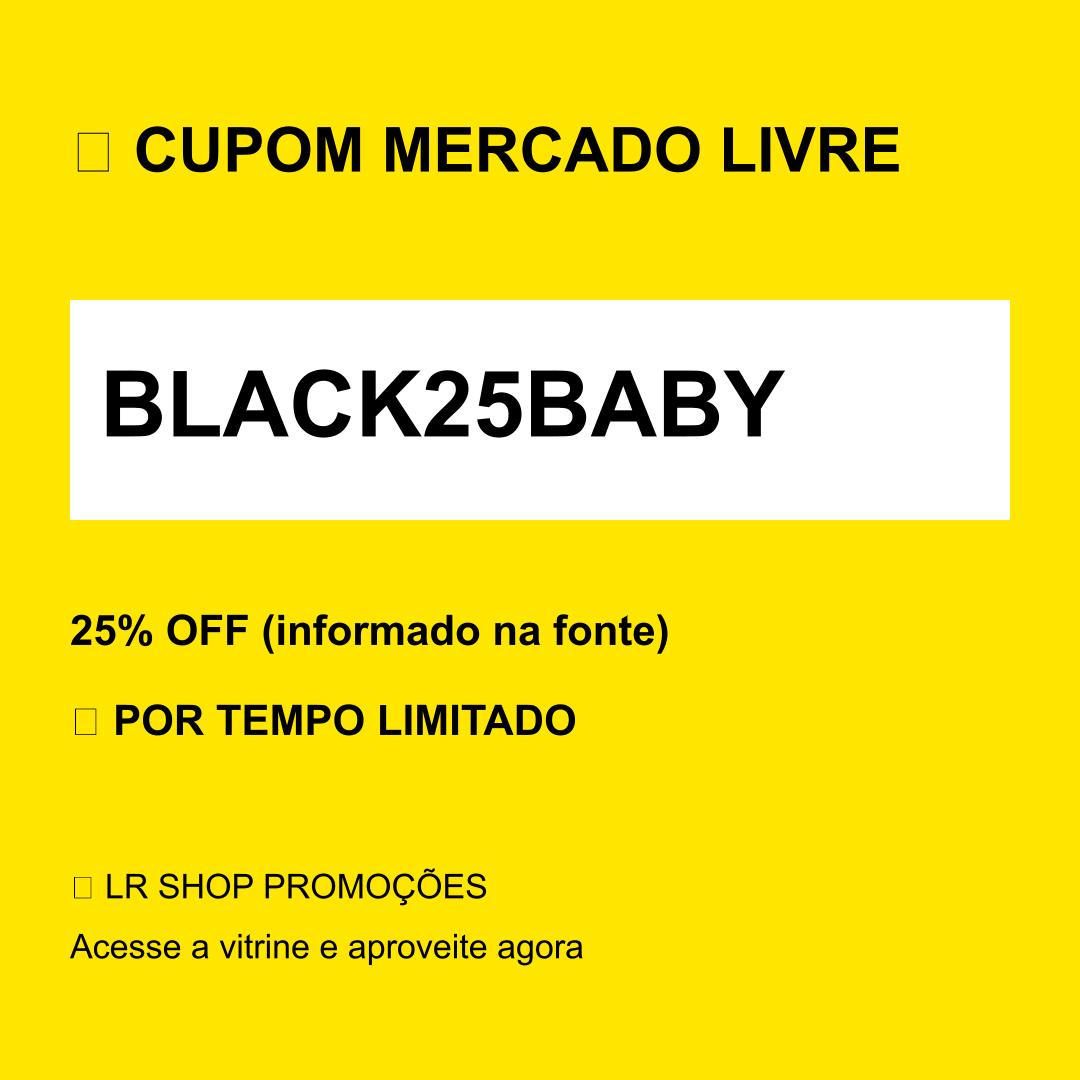 □ CUPOM MERCADO LIVRE
BLACK25BABY
25% OFF (informado na fonte)
□ POR TEMPO LIMITADO
□ LR SHOP PROMOÇÕES
Acesse a vitrine e aproveite agora